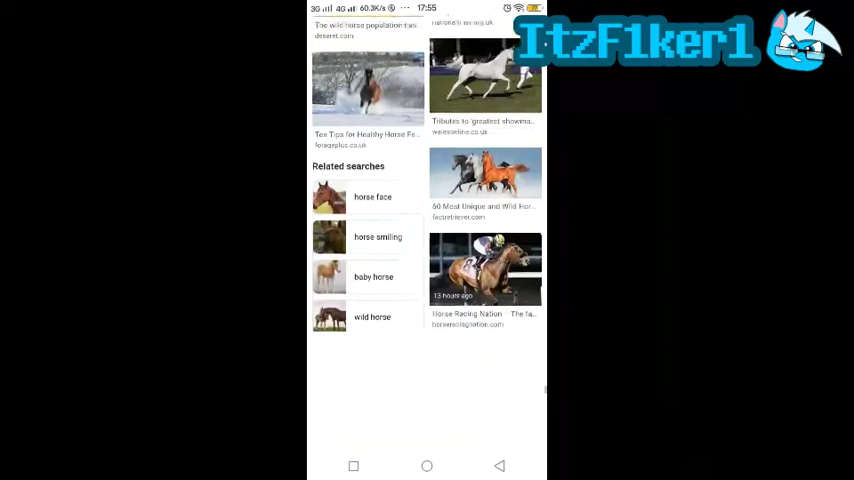 3G 4G 60.3K/s ... 17:55
ItzF1ker1
The wild horse population has
deseret.com
Ten Tips for Healthy Horse Fe...
forageplus.co.uk
Related searches
horse face
horse smiling
baby horse
wild horse
Tributes to 'greatest showma...
walesonline.co.uk
60 Most Unique and Wild Hor...
factretriever.com
13 hours ago
Horse Racing Nation - The fa...
horseracingnation.com